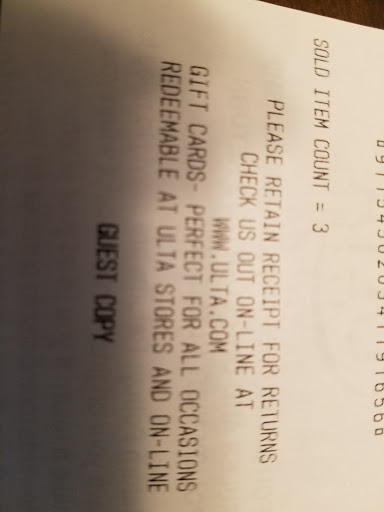 SOLD ITEM COUNT = 3
PLEASE RETAIN RECEIPT FOR RETURNS
CHECK US OUT ON-LINE AT
WWW.ULTA.COM
GIFT CARDS- PERFECT FOR ALL OCCASIONS
REDEEMABLE AT ULTA STORES AND ON-LINE
GUEST COPY